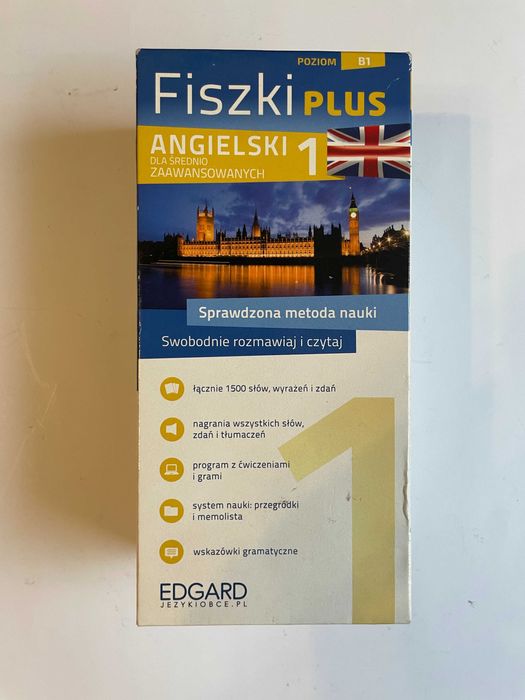 POZIOM B1
Fiszki PLUS
ANGIELSKI 1
DLA ŚREDNIO
ZAAWANSOWANYCH
Sprawdzona metoda nauki
Swobodnie rozmawiaj i czytaj
łącznie 1500 słów, wyrażeń i zdań
nagrania wszystkich słów,
zdań i tłumaczeń
program z ćwiczeniami
i grami
system nauki: przegródki
i memolista
wskazówki gramatyczne
1
EDGARD
JEZYKIOBCE.PL